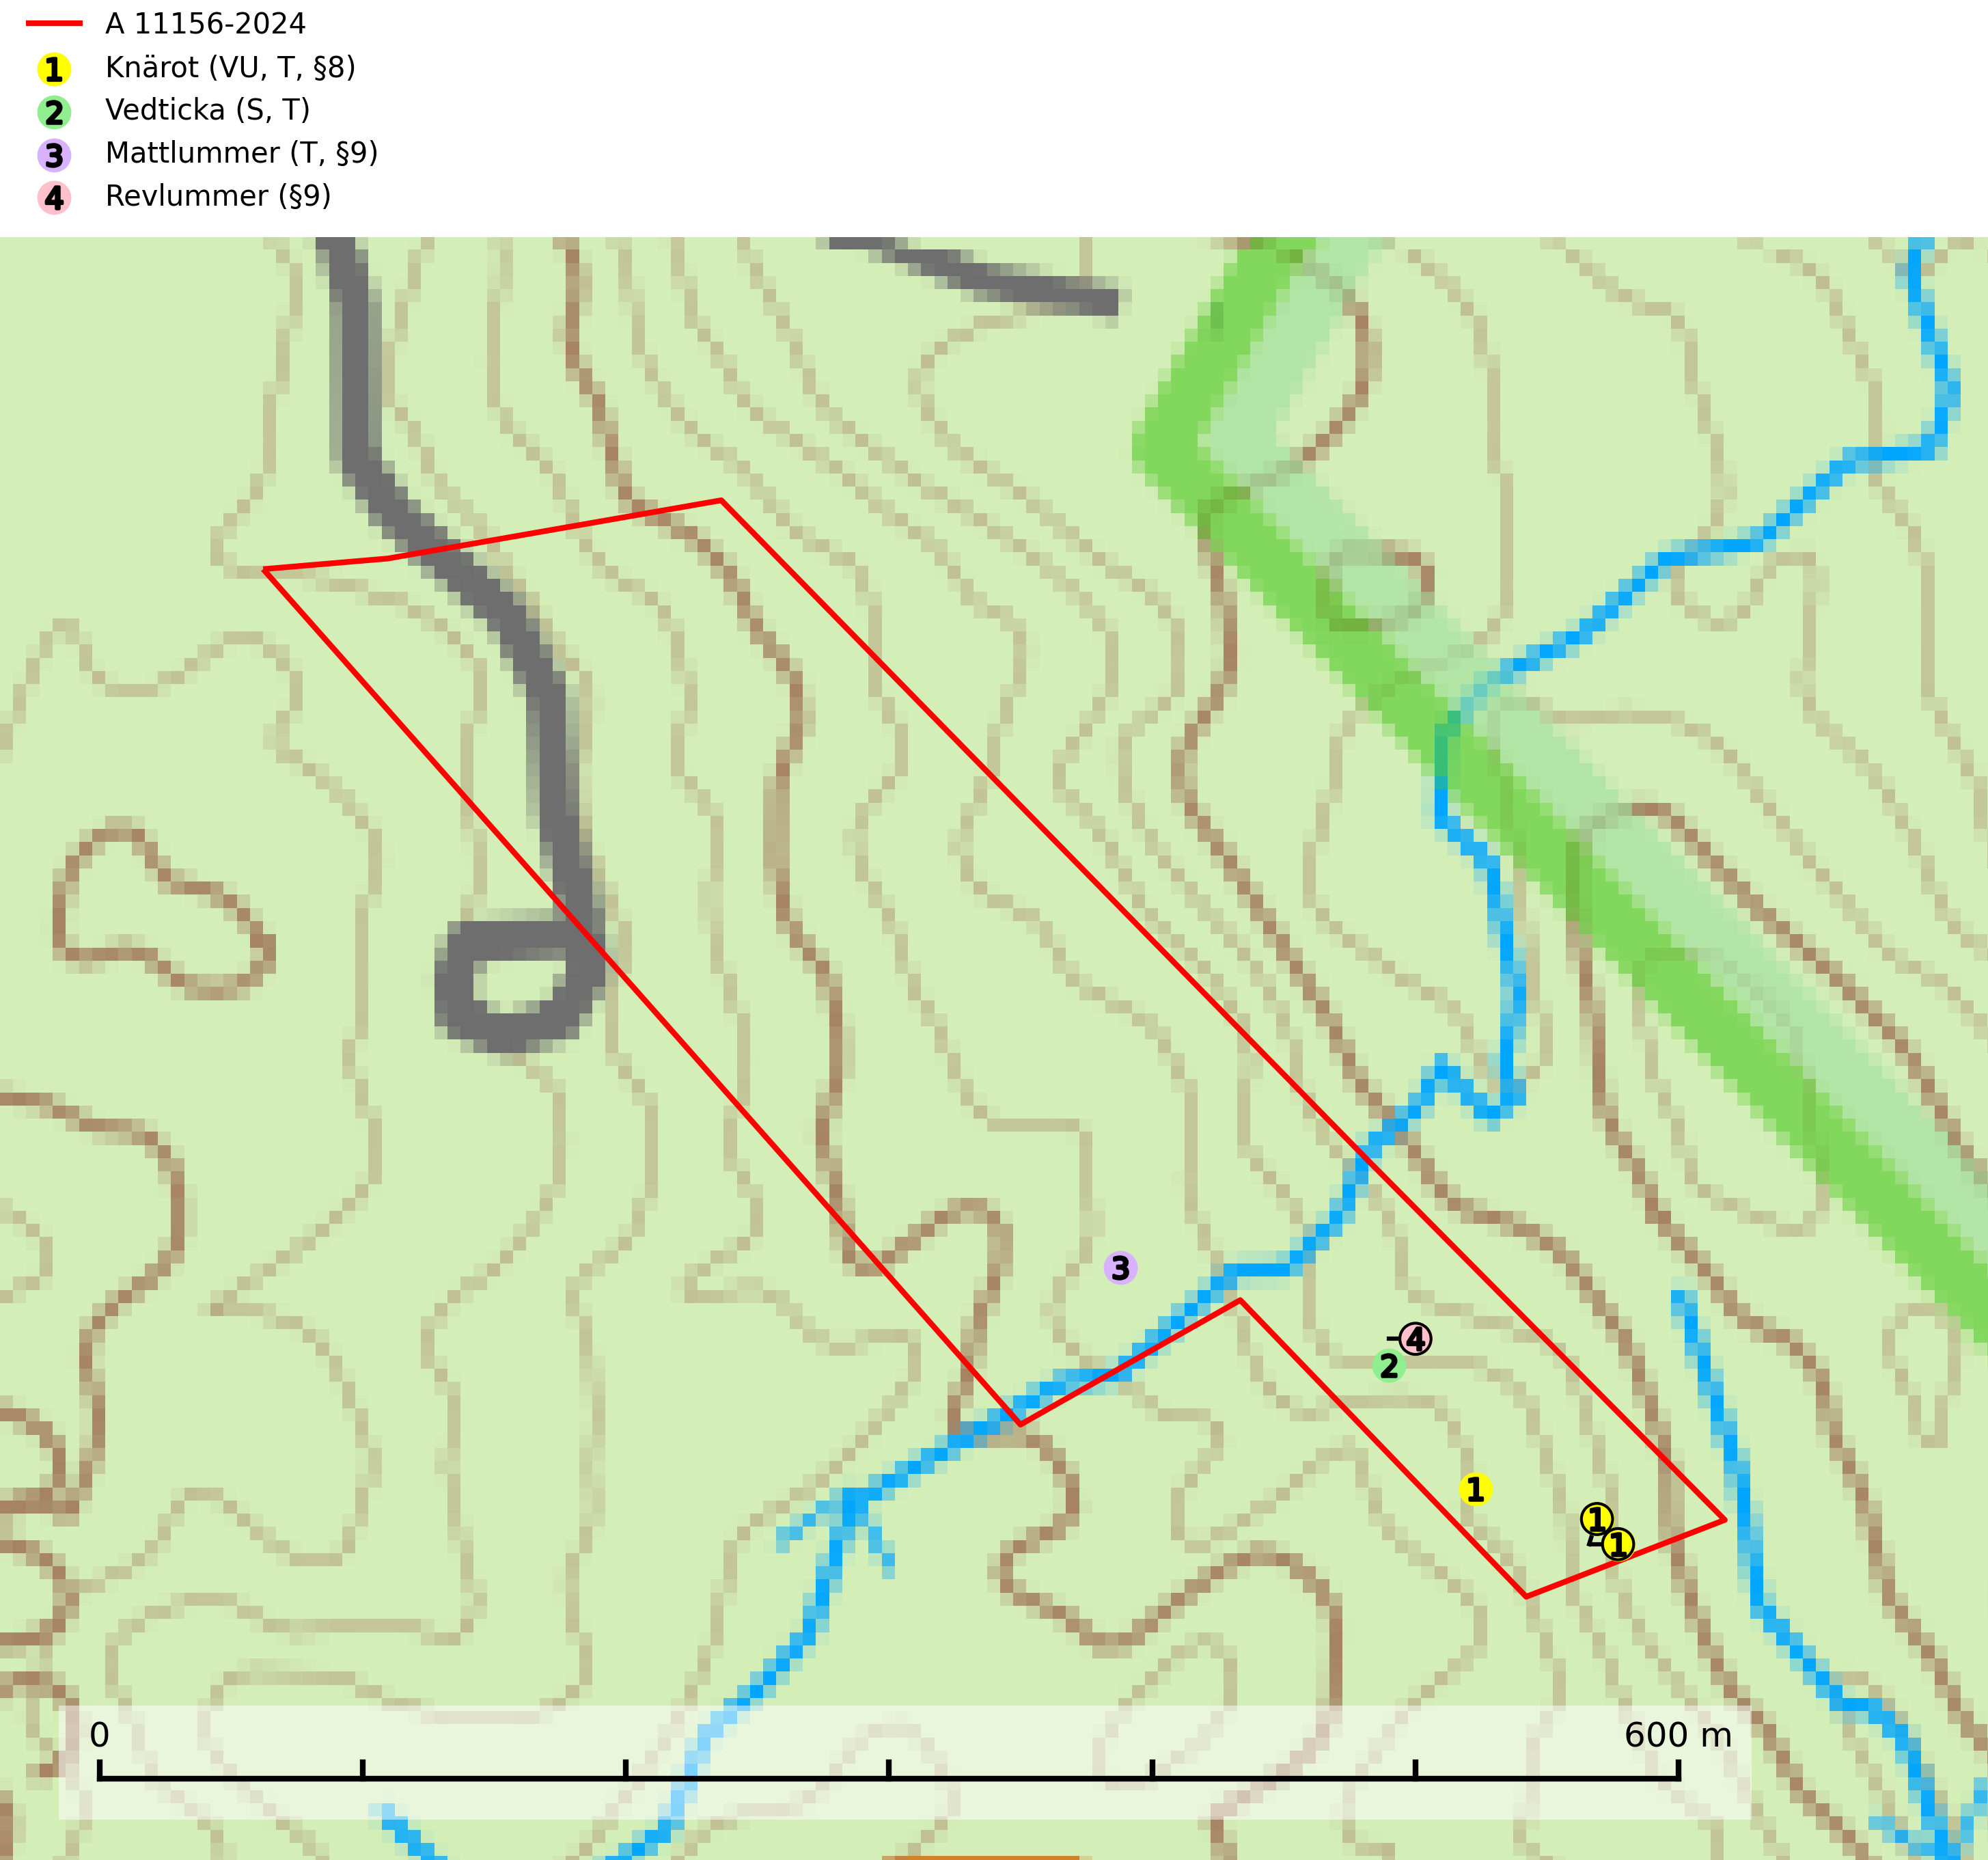 A 11156-2024
1 Knärot (VU, T, §8)
2 Vedticka (S, T)
3 Mattlummer (T, §9)
4 Revlummer (§9)
3
4
2
1
1
1
0 600 m